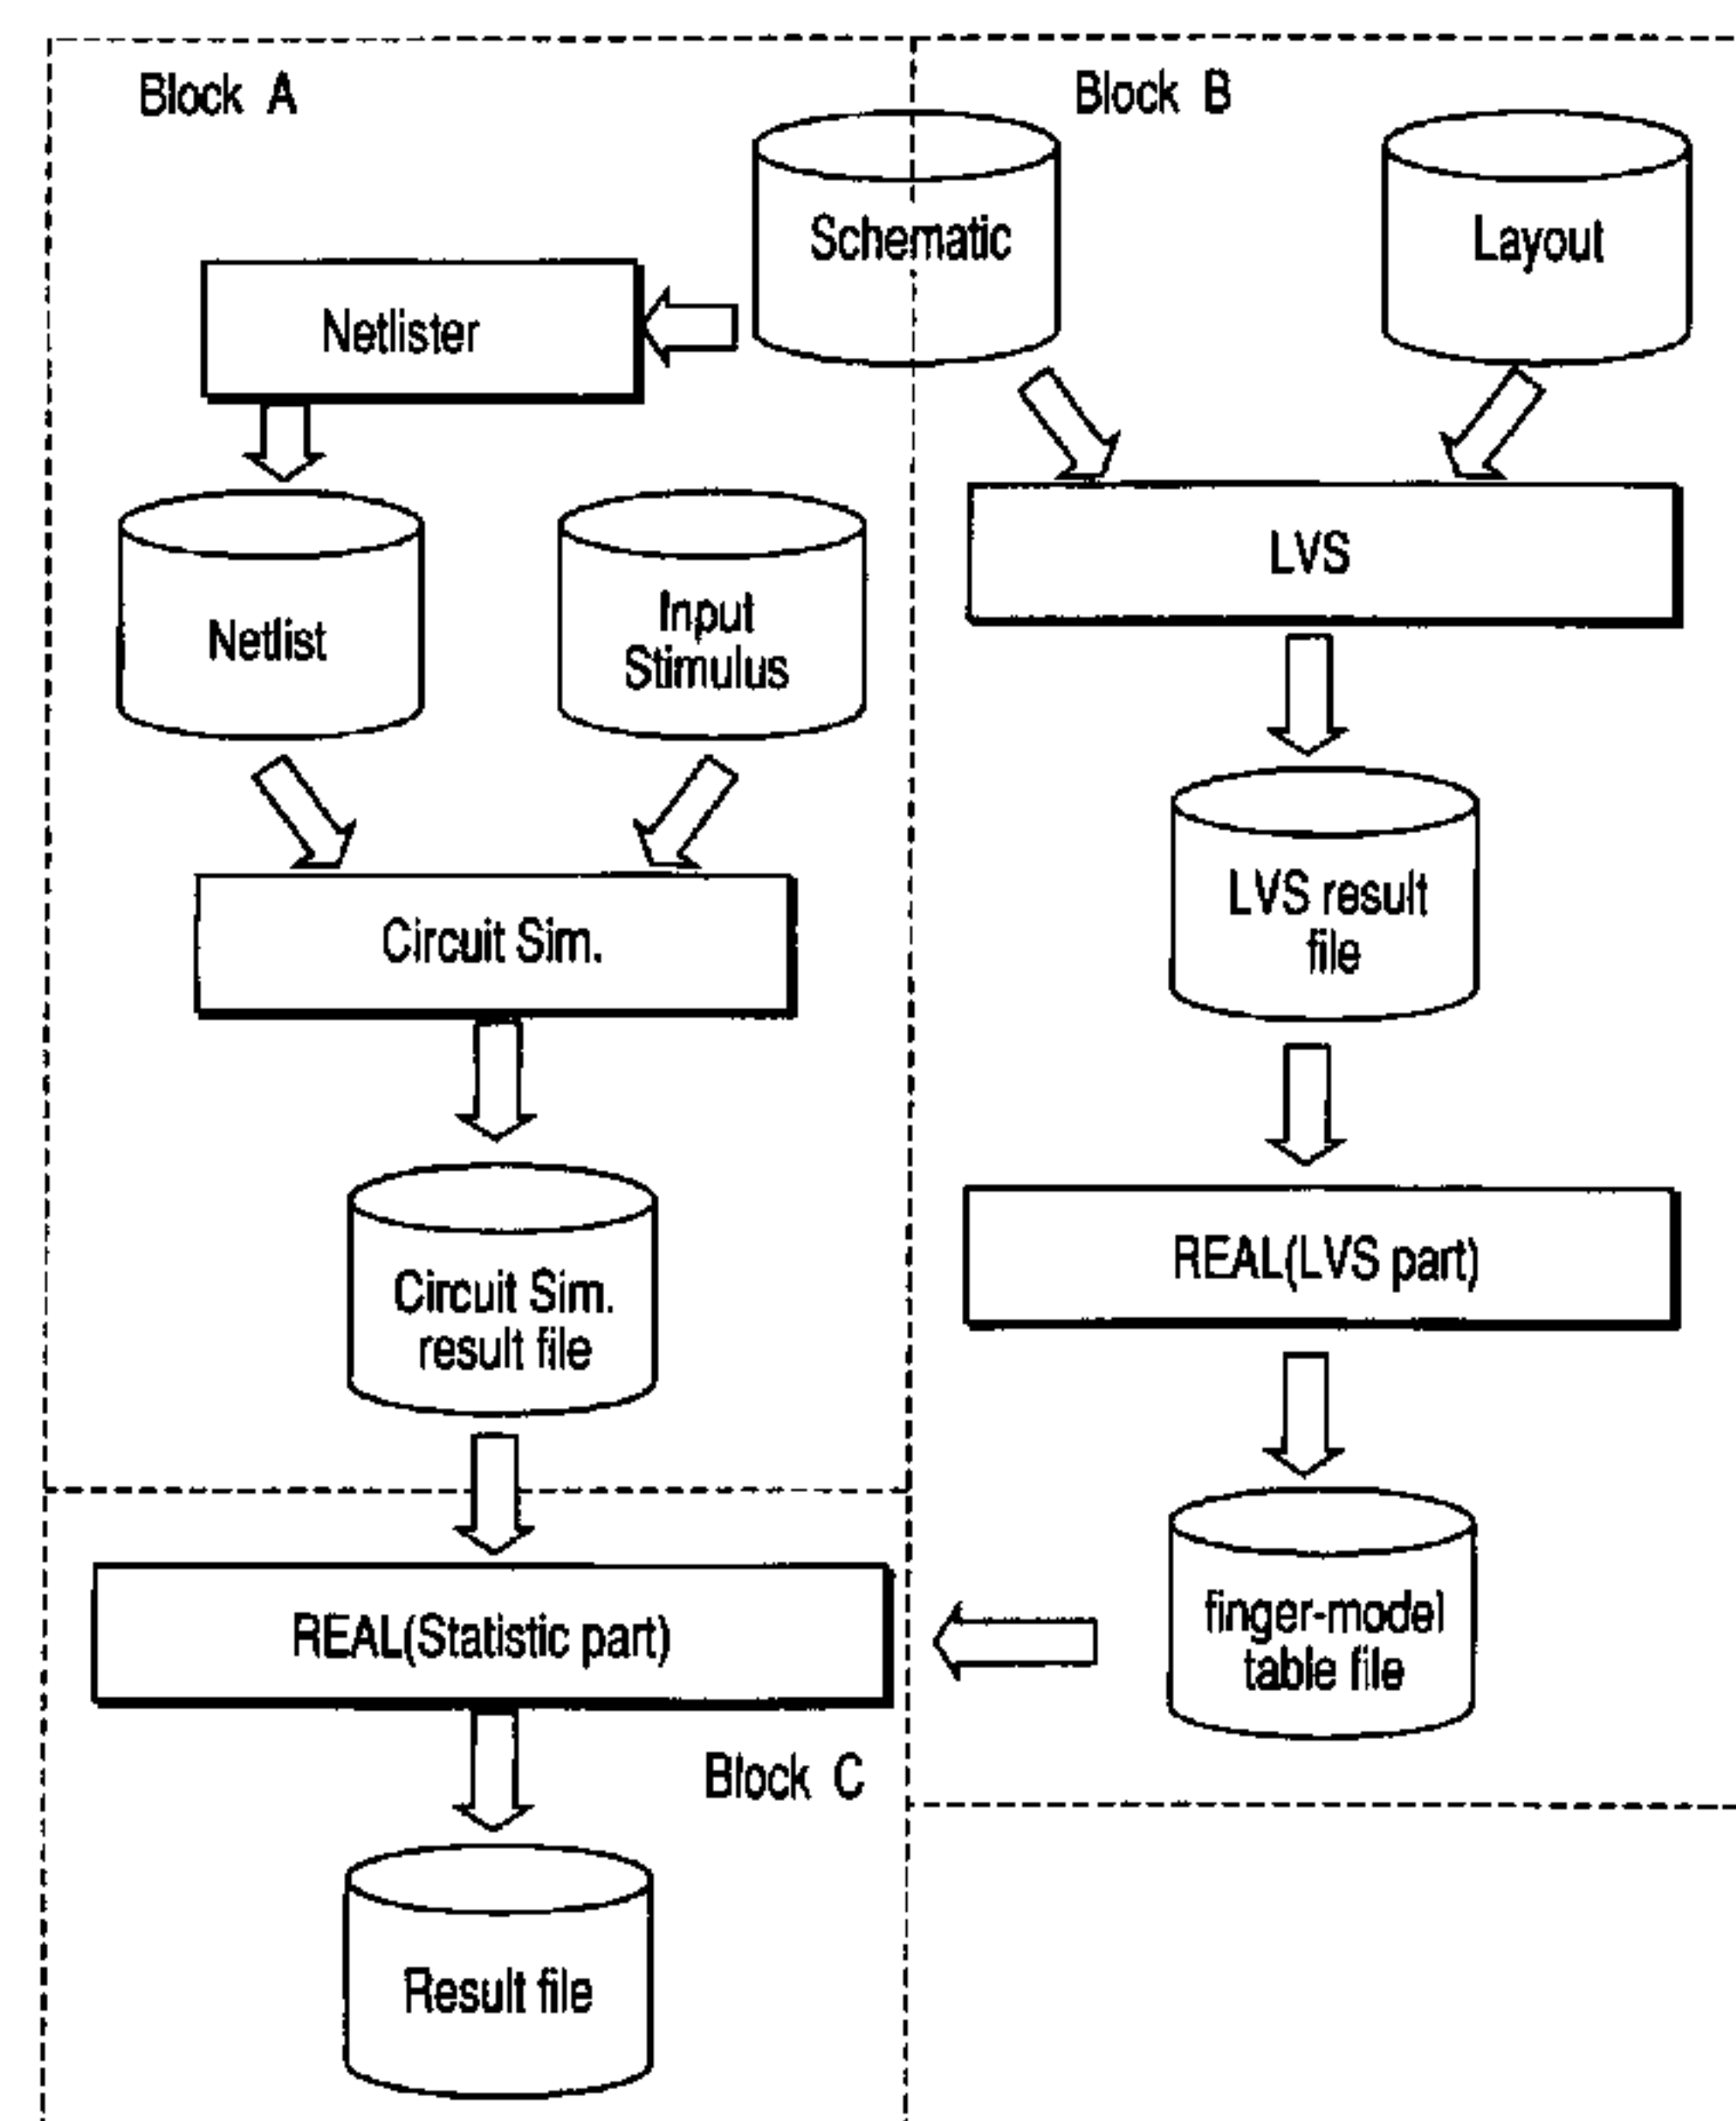 Block A
Block B
Schematic
Layout
Netlister
LVS
Netlist
Input
Stimulus
LVS result
file
Circuit Sim.
Circuit Sim.
result file
REAL(LVS part)
REAL(Statistic part)
finger-model
table file
Block C
Result file